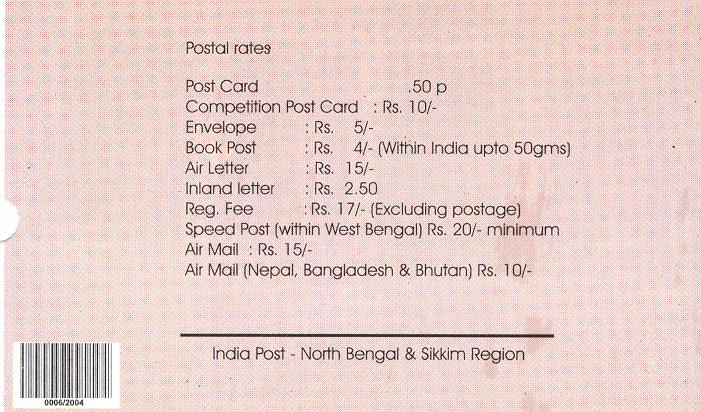 Postal rates
Post Card .50 p
Competition Post Card : Rs. 10/-
Envelope : Rs. 5/-
Book Post : Rs. 4/- (Within India upto 50gms)
Air Letter : Rs. 15/-
Inland letter : Rs. 2.50
Reg. Fee : Rs. 17/- (Excluding postage)
Speed Post (within West Bengal) Rs. 20/- minimum
Air Mail : Rs. 15/-
Air Mail (Nepal, Bangladesh & Bhutan) Rs. 10/-
India Post - North Bengal & Sikkim Region
0006/2004